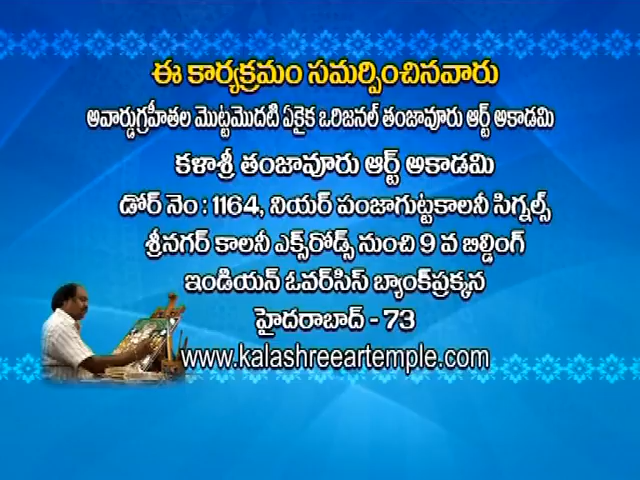 ఈ కార్యక్రమం సమర్పించినవారు
అవార్డుగ్రహీతల మొట్టమొదటి ఏకైక ఒరిజనల్ తంజావూరు ఆర్ట్ అకాడమి
కళాశ్రీ తంజావూరు ఆర్ట్ అకాడమి
డోర్ నెం : 1164, నియర్ పంజాగుట్టకాలనీ సిగ్నల్స్
శ్రీనగర్ కాలనీ ఎక్స్‌రోడ్స్ నుంచి 9 వ బిల్డింగ్
ఇండియన్ ఓవర్‌సిస్ బ్యాంక్‌ప్రక్కన
హైదరాబాద్ - 73
www.kalashreeartemple.com